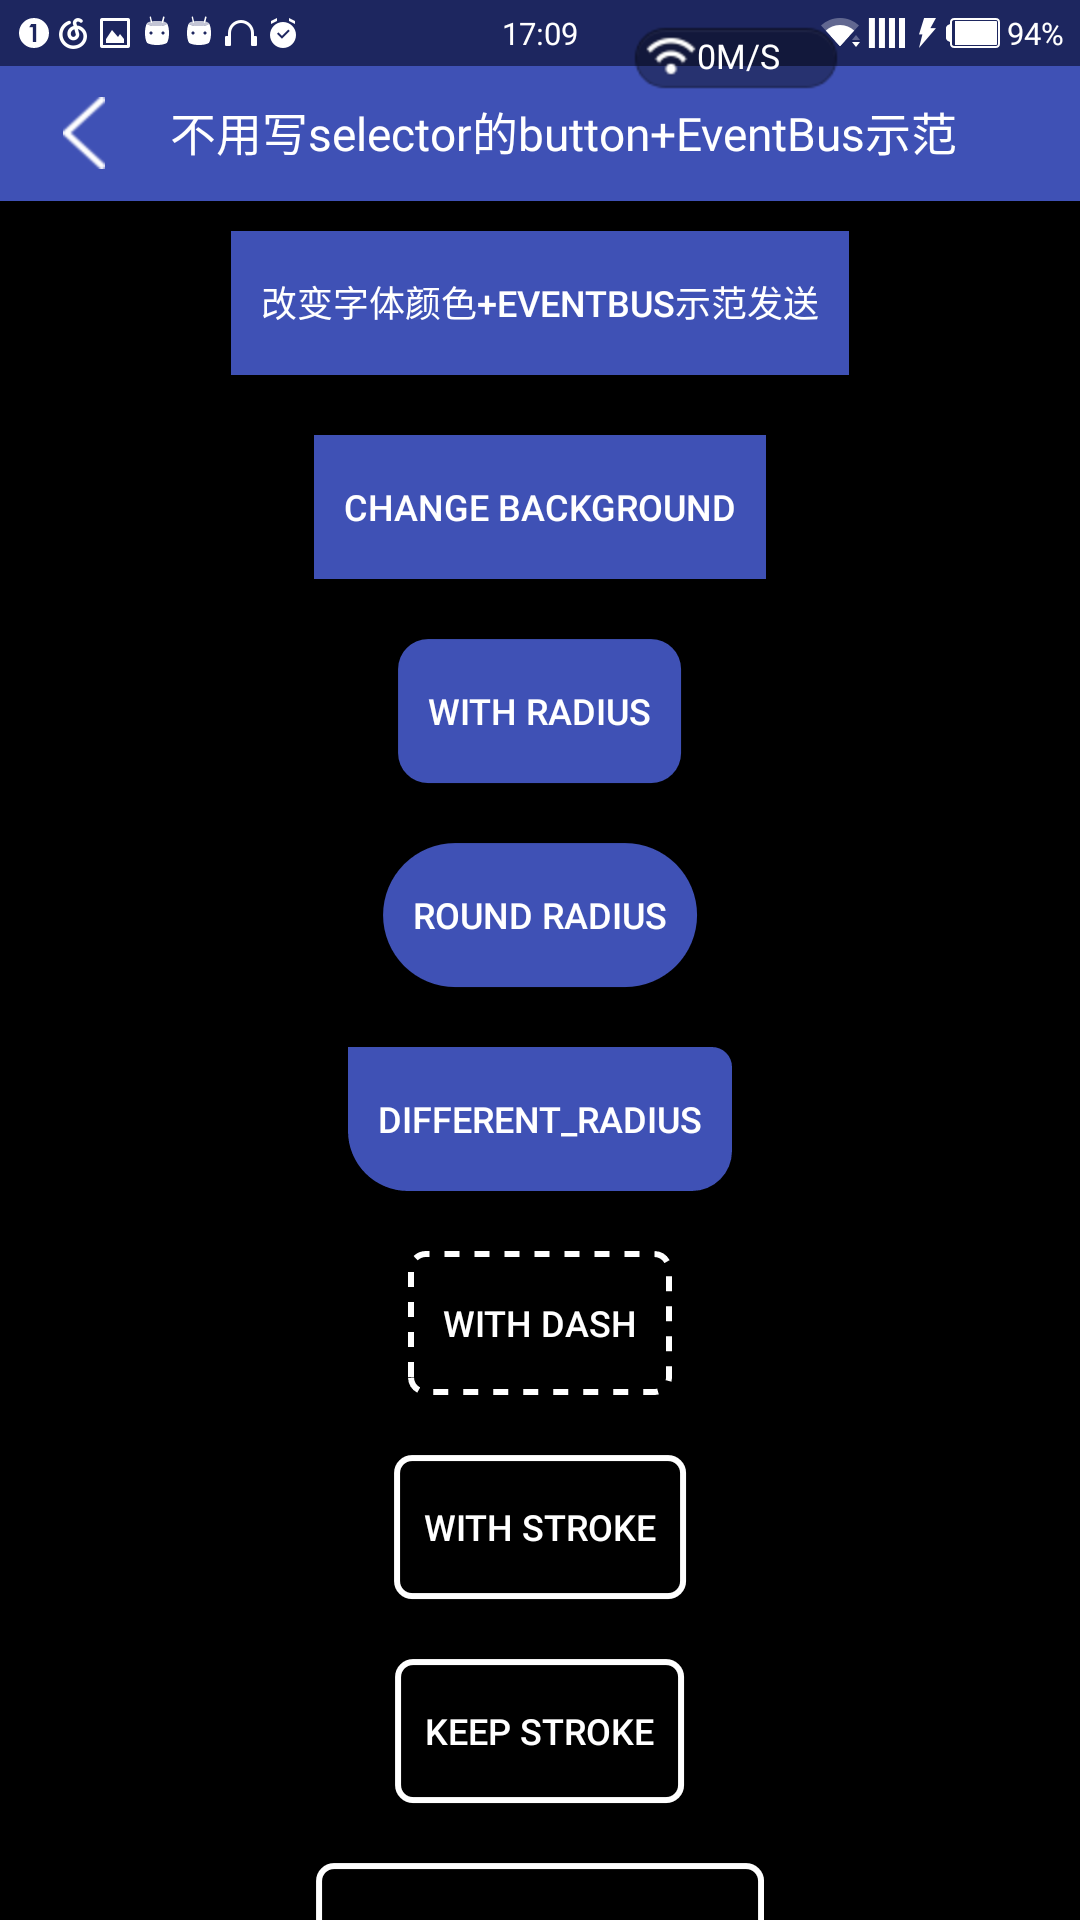 17:09
94%
0M/S
不用写selector的button+EventBus示范
改变字体颜色+EVENTBUS示范发送
CHANGE BACKGROUND
WITH RADIUS
ROUND RADIUS
DIFFERENT_RADIUS
WITH DASH
WITH STROKE
KEEP STROKE